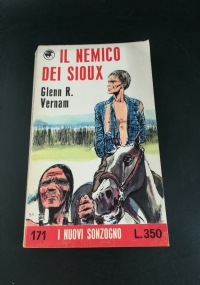 IL NEMICO
DEI SIOUX
Glenn R.
Vernam
171 I NUOVI SONZOGNO L.350